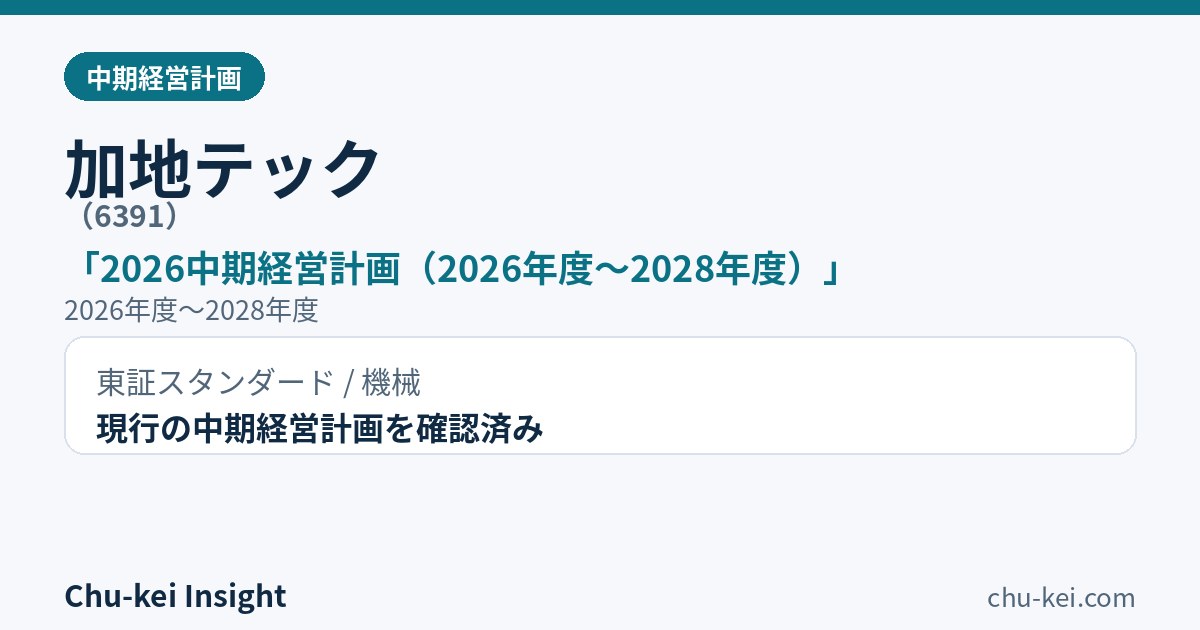 中期経営計画
加地テック
（6391）
「2026中期経営計画（2026年度～2028年度）」
2026年度～2028年度
東証スタンダード / 機械
現行の中期経営計画を確認済み
Chu-kei Insight
chu-kei.com